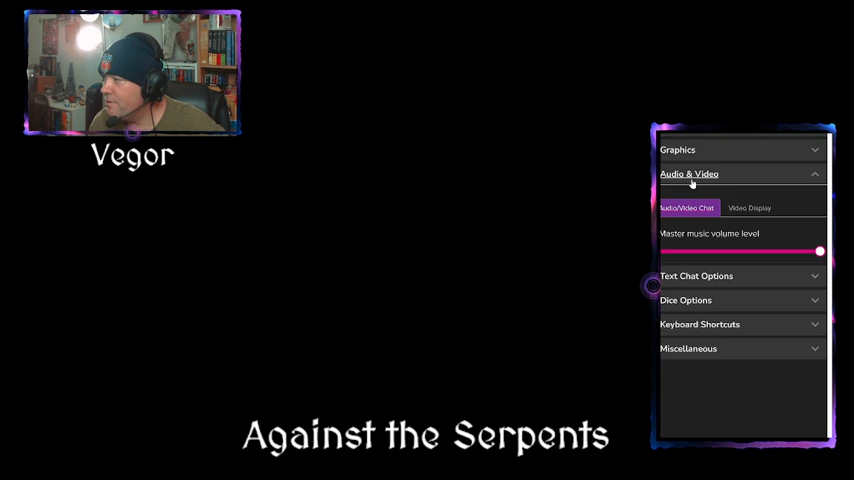 Vegor
Graphics
Audio & Video
Audio/Video Chat
Video Display
Master music volume level
Text Chat Options
Dice Options
Keyboard Shortcuts
Miscellaneous
Against the Serpents